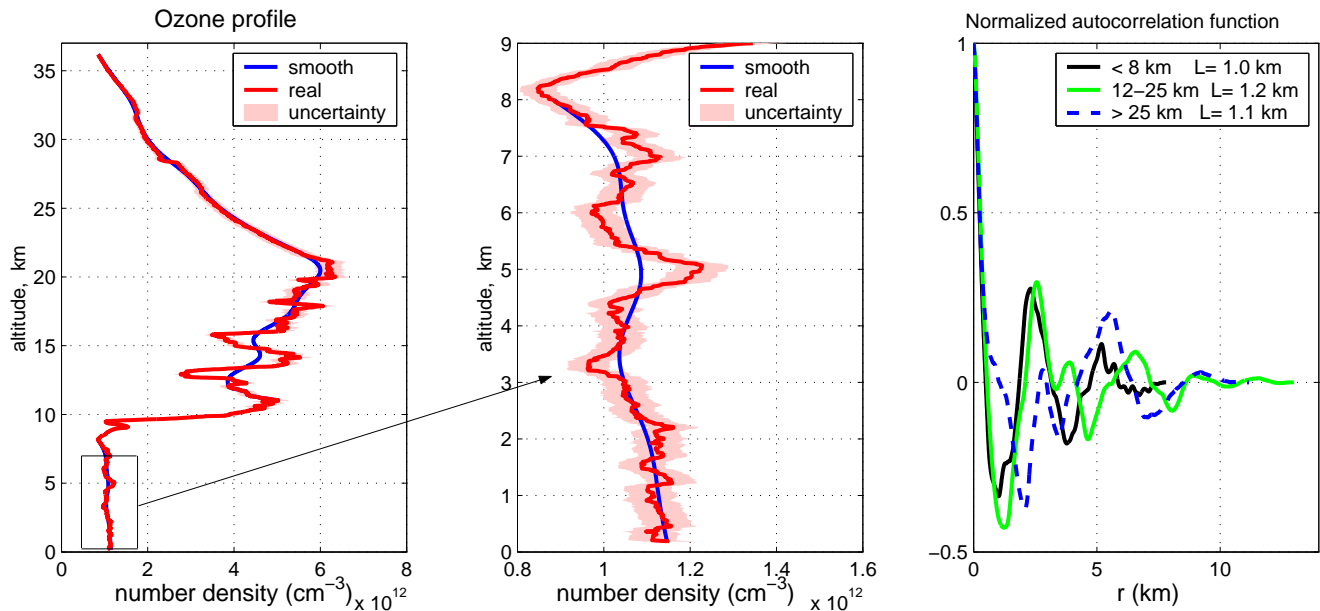 Ozone profile
35
30
25
20
15
10
5
0
altitude, km
0
2
4
6
8
number density (cm⁻³)
x 10¹²
smooth
real
uncertainty
9
8
7
6
5
4
3
2
1
0
altitude, km
0.8
1
1.2
1.4
1.6
number density (cm⁻³)
x 10¹²
smooth
real
uncertainty
Normalized autocorrelation function
1
0.5
0
−0.5
0
5
10
r (km)
< 8 km L= 1.0 km
12−25 km L= 1.2 km
> 25 km L= 1.1 km